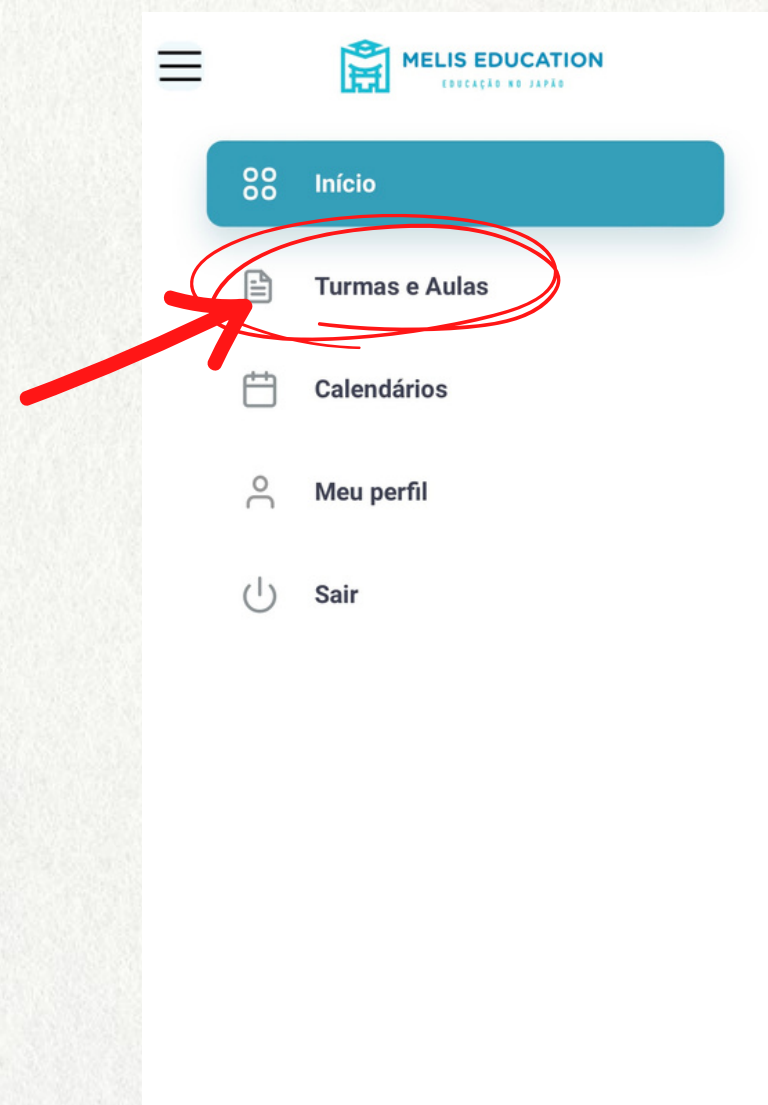 MELIS EDUCATION
EDUCAÇÃO NO JAPÃO
Início
Turmas e Aulas
Calendários
Meu perfil
Sair